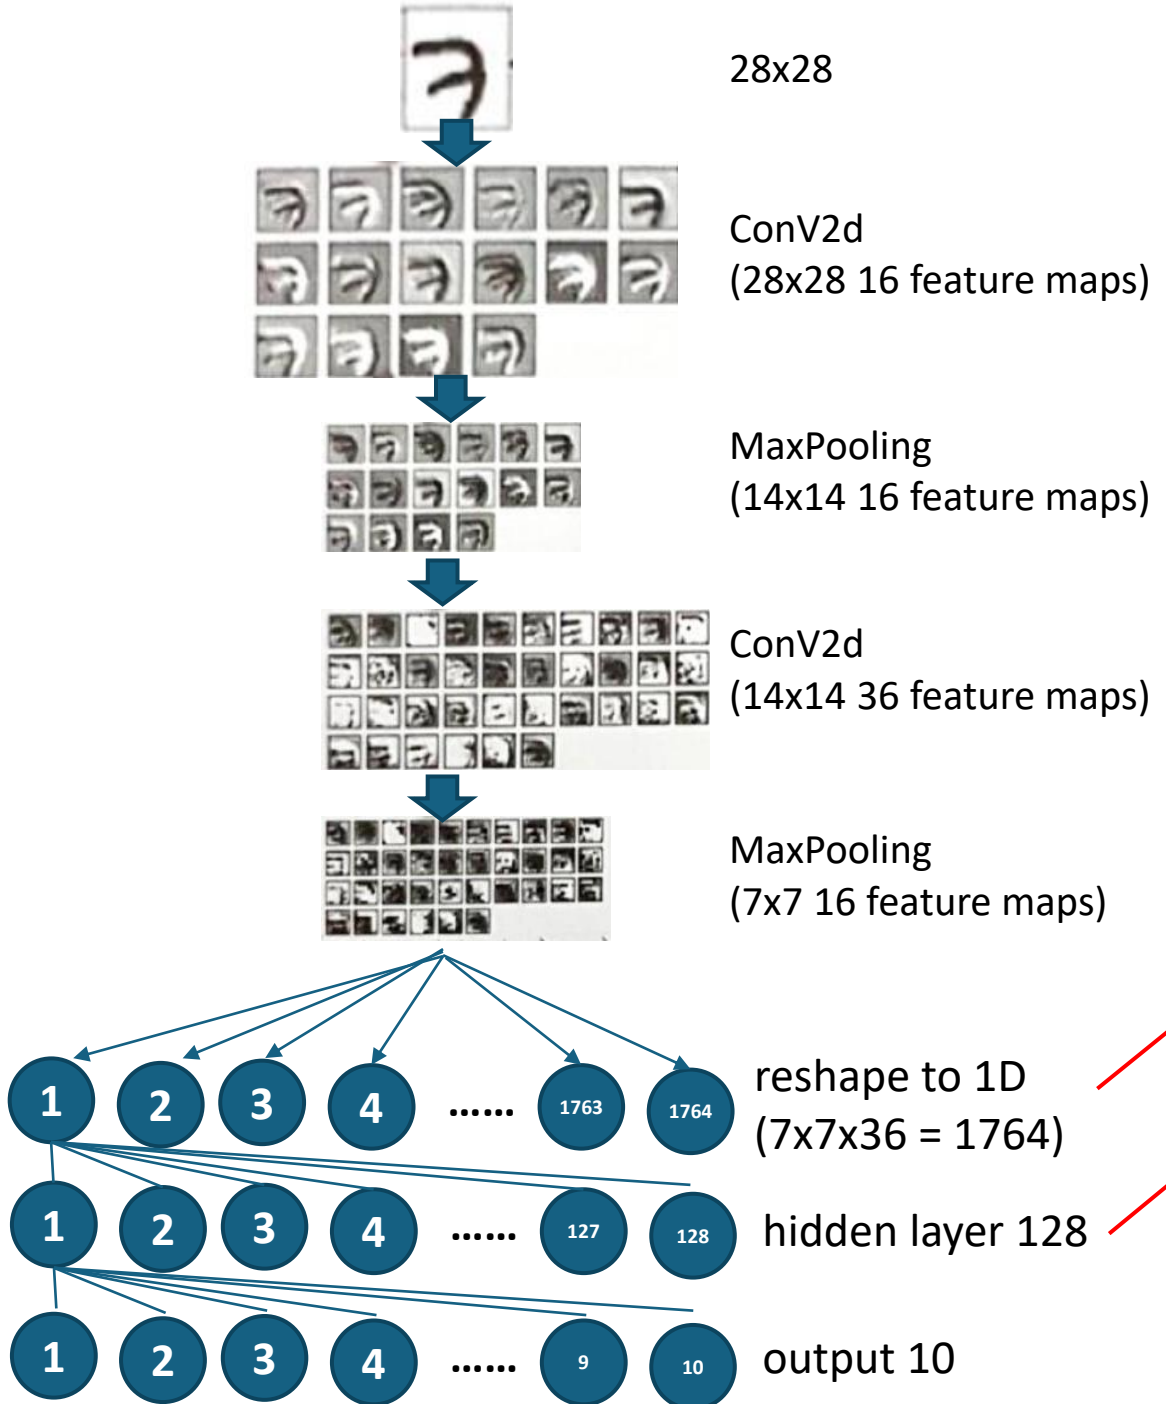 28x28
ConV2d
(28x28 16 feature maps)
MaxPooling
(14x14 16 feature maps)
ConV2d
(14x14 36 feature maps)
MaxPooling
(7x7 16 feature maps)
1 2 3 4 ...... 1763 1764
reshape to 1D
(7x7x36 = 1764)
1 2 3 4 ...... 127 128 hidden layer 128
1 2 3 4 ...... 9 10 output 10